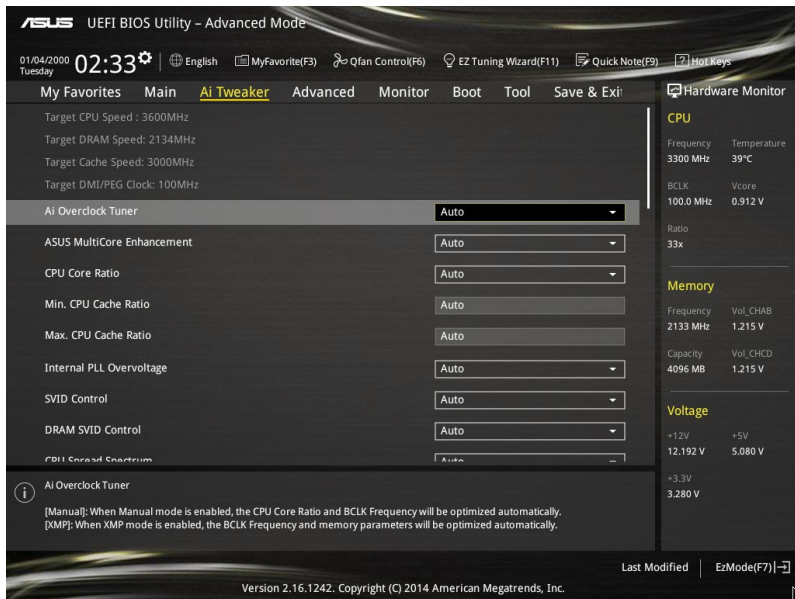 ASUS UEFI BIOS Utility – Advanced Mode
01/04/2000
Tuesday
02:33
English
MyFavorite(F3)
Qfan Control(F6)
EZ Tuning Wizard(F11)
Quick Note(F9)
? Hot Keys
My Favorites Main Ai Tweaker Advanced Monitor Boot Tool Save & Exi
Target CPU Speed : 3600MHz
Target DRAM Speed: 2134MHz
Target Cache Speed: 3000MHz
Target DMI/PEG Clock: 100MHz
Ai Overclock Tuner Auto
ASUS MultiCore Enhancement Auto
CPU Core Ratio Auto
Min. CPU Cache Ratio Auto
Max. CPU Cache Ratio Auto
Internal PLL Overvoltage Auto
SVID Control Auto
DRAM SVID Control Auto
CPU Spread Spectrum Auto
i
Ai Overclock Tuner
[Manual]: When Manual mode is enabled, the CPU Core Ratio and BCLK Frequency will be optimized automatically.
[XMP]: When XMP mode is enabled, the BCLK Frequency and memory parameters will be optimized automatically.
Hardware Monitor
CPU
Frequency Temperature
3300 MHz 39°C
BCLK Vcore
100.0 MHz 0.912 V
Ratio
33x
Memory
Frequency Vol_CHAB
2133 MHz 1.215 V
Capacity Vol_CHCD
4096 MB 1.215 V
Voltage
+12V +5V
12.192 V 5.080 V
+3.3V
3.280 V
Last Modified EzMode(F7)
Version 2.16.1242. Copyright (C) 2014 American Megatrends, Inc.